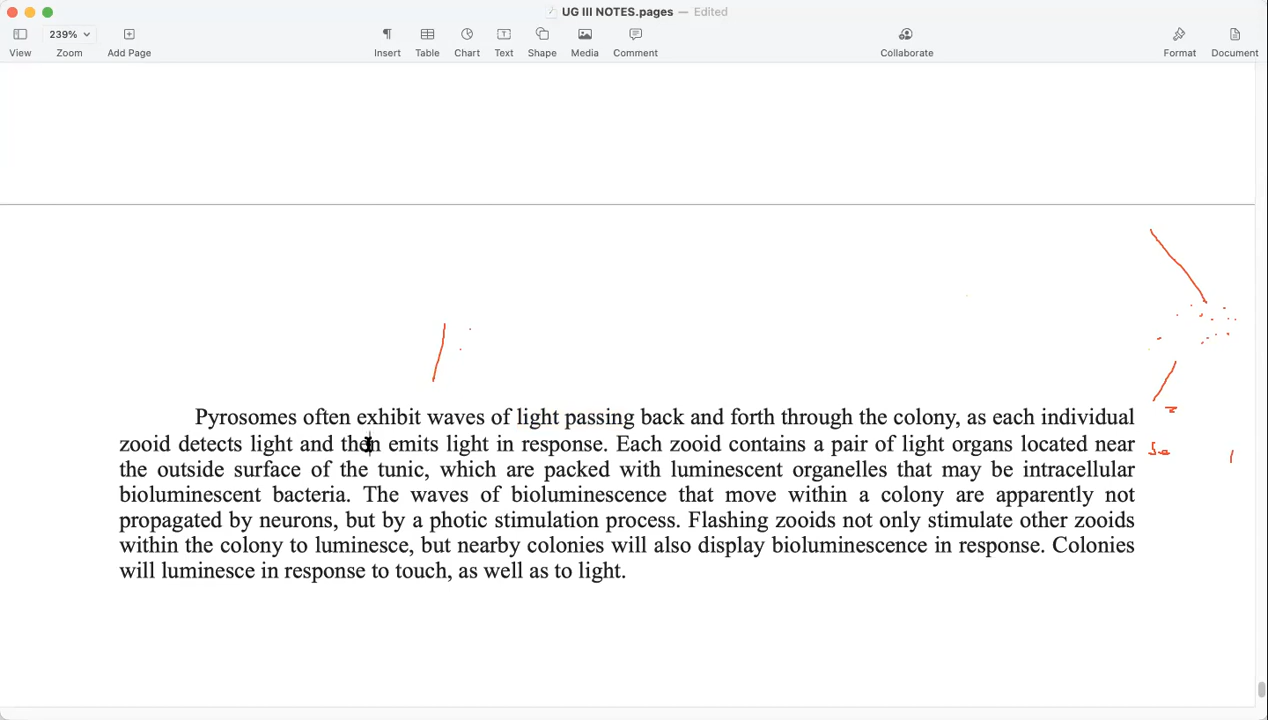 UG III NOTES.pages — Edited
239%
View Zoom Add Page Insert Table Chart Text Shape Media Comment Collaborate Format Document
Pyrosomes often exhibit waves of light passing back and forth through the colony, as each individual
zooid detects light and then emits light in response. Each zooid contains a pair of light organs located near
the outside surface of the tunic, which are packed with luminescent organelles that may be intracellular
bioluminescent bacteria. The waves of bioluminescence that move within a colony are apparently not
propagated by neurons, but by a photic stimulation process. Flashing zooids not only stimulate other zooids
within the colony to luminesce, but nearby colonies will also display bioluminescence in response. Colonies
will luminesce in response to touch, as well as to light.